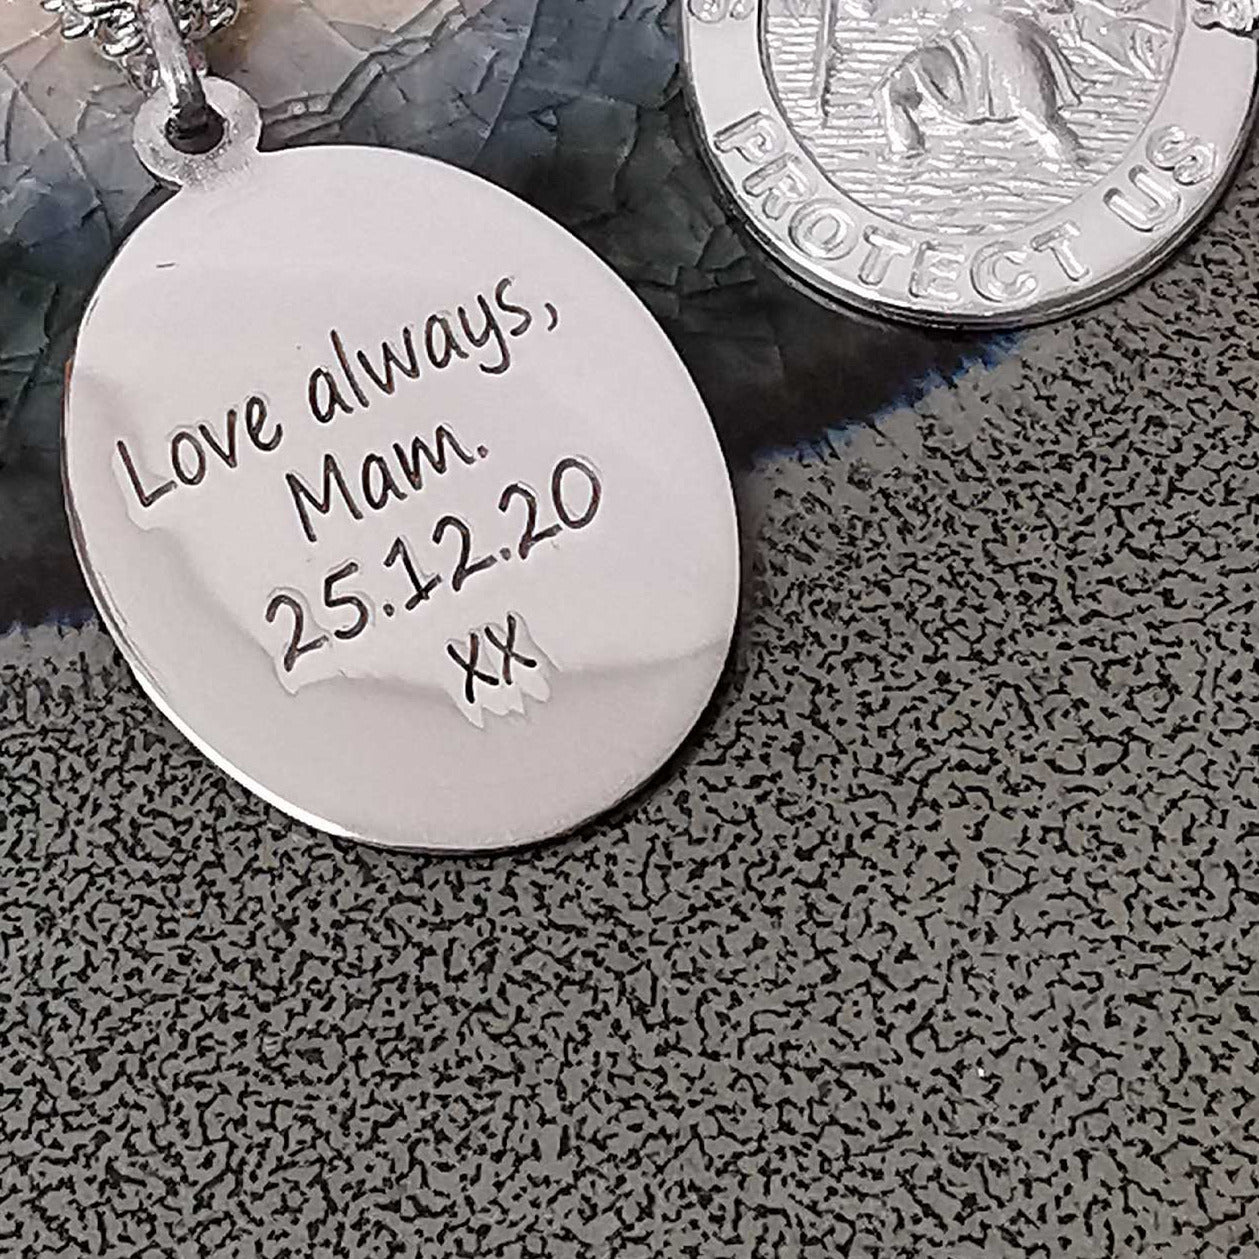 Love always,
Mam.
25.12.20
xx
PROTECT US